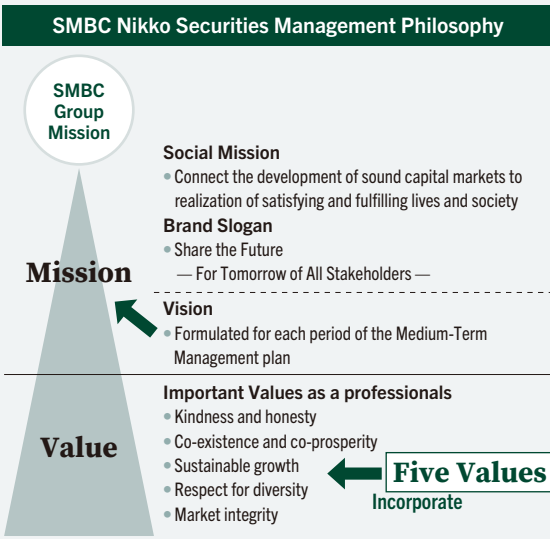 SMBC Nikko Securities Management Philosophy
SMBC
Group
Mission
Social Mission
• Connect the development of sound capital markets to
realization of satisfying and fulfilling lives and society
Brand Slogan
• Share the Future
— For Tomorrow of All Stakeholders —
Mission
Vision
• Formulated for each period of the Medium-Term
Management plan
Important Values as a professionals
• Kindness and honesty
• Co-existence and co-prosperity
Value
• Sustainable growth
• Respect for diversity
• Market integrity
Five Values
Incorporate